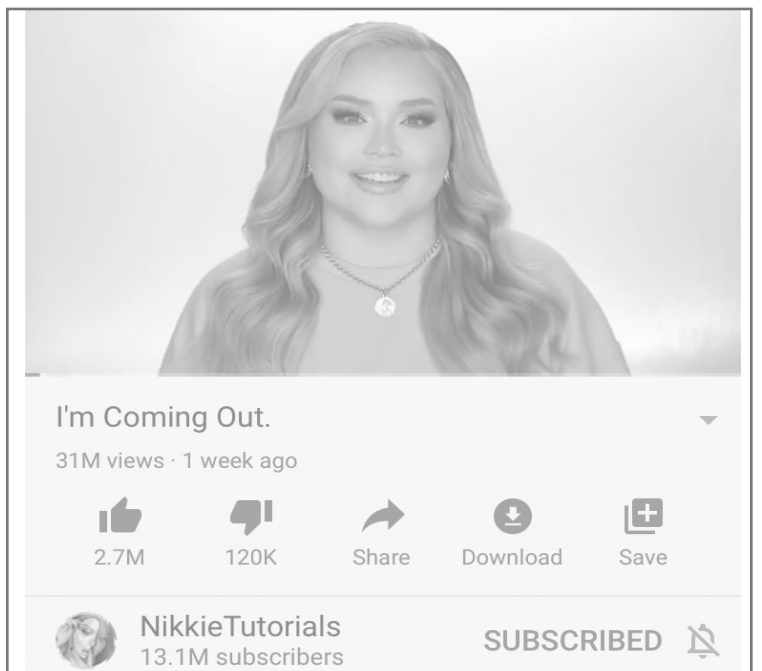 I'm Coming Out.
31M views · 1 week ago
2.7M 120K Share Download Save
NikkieTutorials
13.1M subscribers
SUBSCRIBED